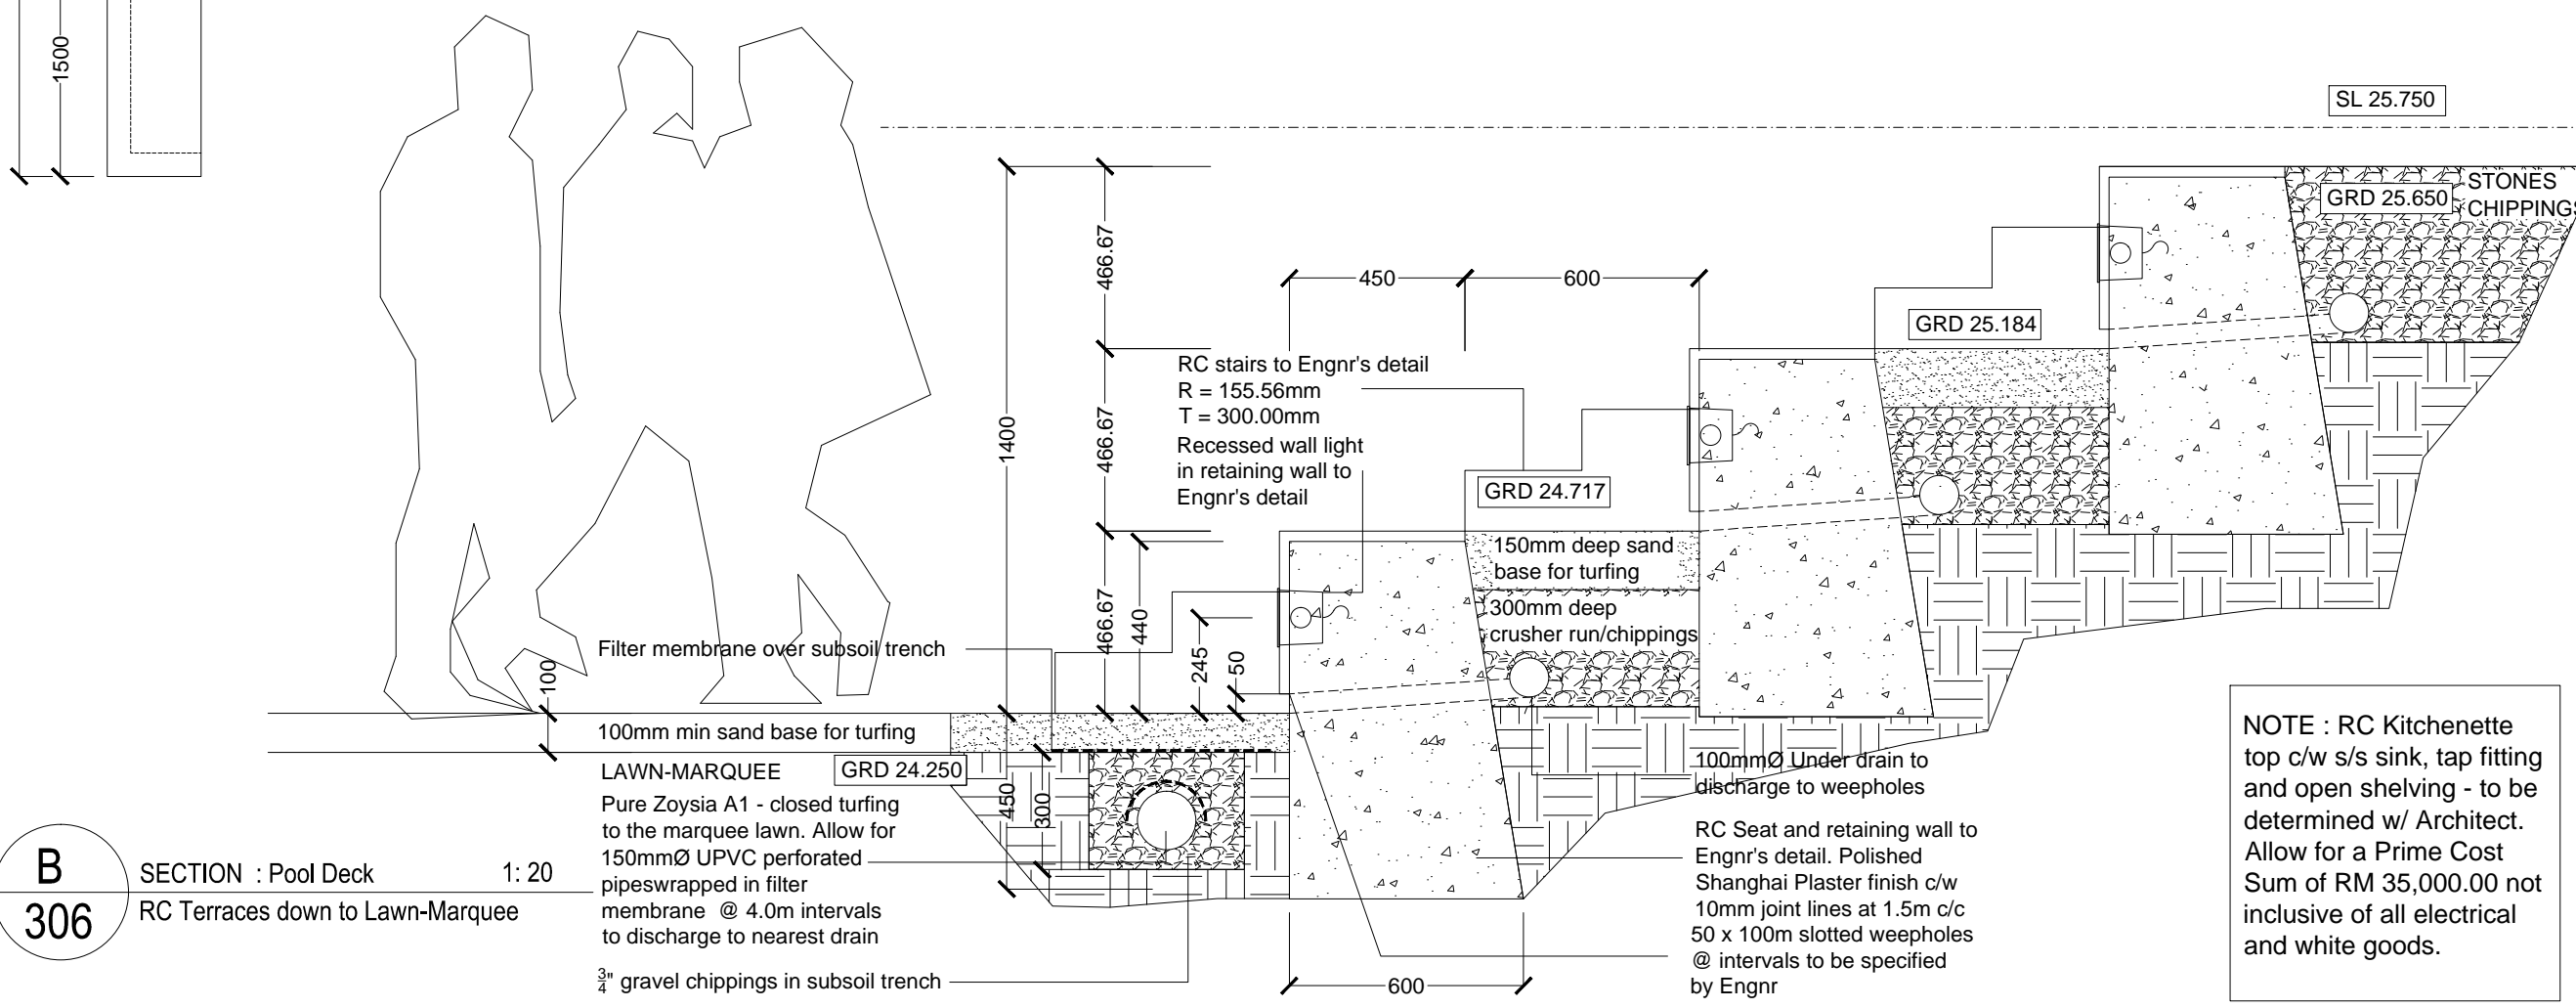 1500
SL 25.750
STONES
CHIPPINGS
GRD 25.650
466.67
450
600
GRD 25.184
RC stairs to Engnr's detail
R = 155.56mm
T = 300.00mm
Recessed wall light
in retaining wall to
Engnr's detail
1400
466.67
GRD 24.717
150mm deep sand
base for turfing
300mm deep
crusher run/chippings
466.67
440
245
50
Filter membrane over subsoil trench
100
100mm min sand base for turfing
LAWN-MARQUEE
GRD 24.250
Pure Zoysia A1 - closed turfing
to the marquee lawn. Allow for
150mmØ UPVC perforated
pipeswrapped in filter
membrane @ 4.0m intervals
to discharge to nearest drain
3/4" gravel chippings in subsoil trench
450
300
600
100mmØ Under drain to
discharge to weepholes
RC Seat and retaining wall to
Engnr's detail. Polished
Shanghai Plaster finish c/w
10mm joint lines at 1.5m c/c
50 x 100m slotted weepholes
@ intervals to be specified
by Engnr
NOTE : RC Kitchenette
top c/w s/s sink, tap fitting
and open shelving - to be
determined w/ Architect.
Allow for a Prime Cost
Sum of RM 35,000.00 not
inclusive of all electrical
and white goods.
B
306
SECTION : Pool Deck 1: 20
RC Terraces down to Lawn-Marquee